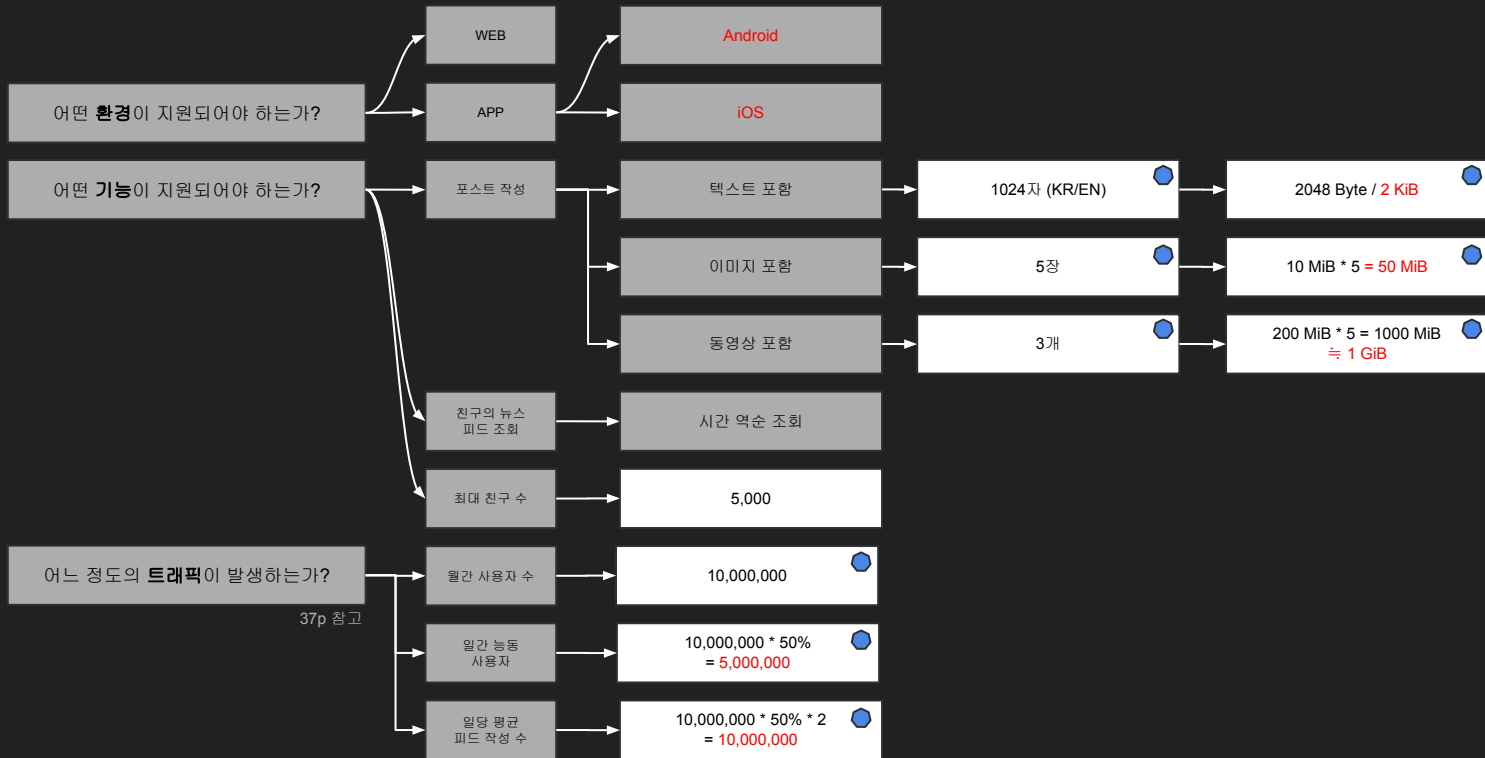 WEB
Android
어떤 환경이 지원되어야 하는가?
APP
iOS
어떤 기능이 지원되어야 하는가?
포스트 작성
텍스트 포함
1024자 (KR/EN)
2048 Byte / 2 KiB
이미지 포함
5장
10 MiB * 5 = 50 MiB
동영상 포함
3개
200 MiB * 5 = 1000 MiB
≒ 1 GiB
친구의 뉴스
피드 조회
시간 역순 조회
최대 친구 수
5,000
어느 정도의 트래픽이 발생하는가?
37p 참고
월간 사용자 수
10,000,000
일간 능동
사용자
10,000,000 * 50%
= 5,000,000
일당 평균
피드 작성 수
10,000,000 * 50% * 2
= 10,000,000